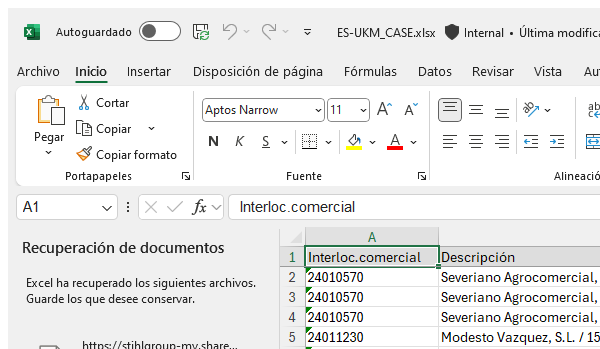 Autoguardado ES-UKM_CASE.xlsx Internal • Última modifica
Archivo Inicio Insertar Disposición de página Fórmulas Datos Revisar Vista
Pegar
Cortar
Copiar
Copiar formato
Portapapeles
Aptos Narrow 11 A A
N K S A
Fuente
ab
Alineació
A1 fx Interloc.comercial
Recuperación de documentos
Excel ha recuperado los siguientes archivos.
Guarde los que desee conservar.
https://stihlgroup-my.share...
A
1 Interloc.comercial Descripción
2 24010570 Severiano Agrocomercial,
3 24010570 Severiano Agrocomercial,
4 24010570 Severiano Agrocomercial,
5 24011230 Modesto Vazquez, S.L. / 15